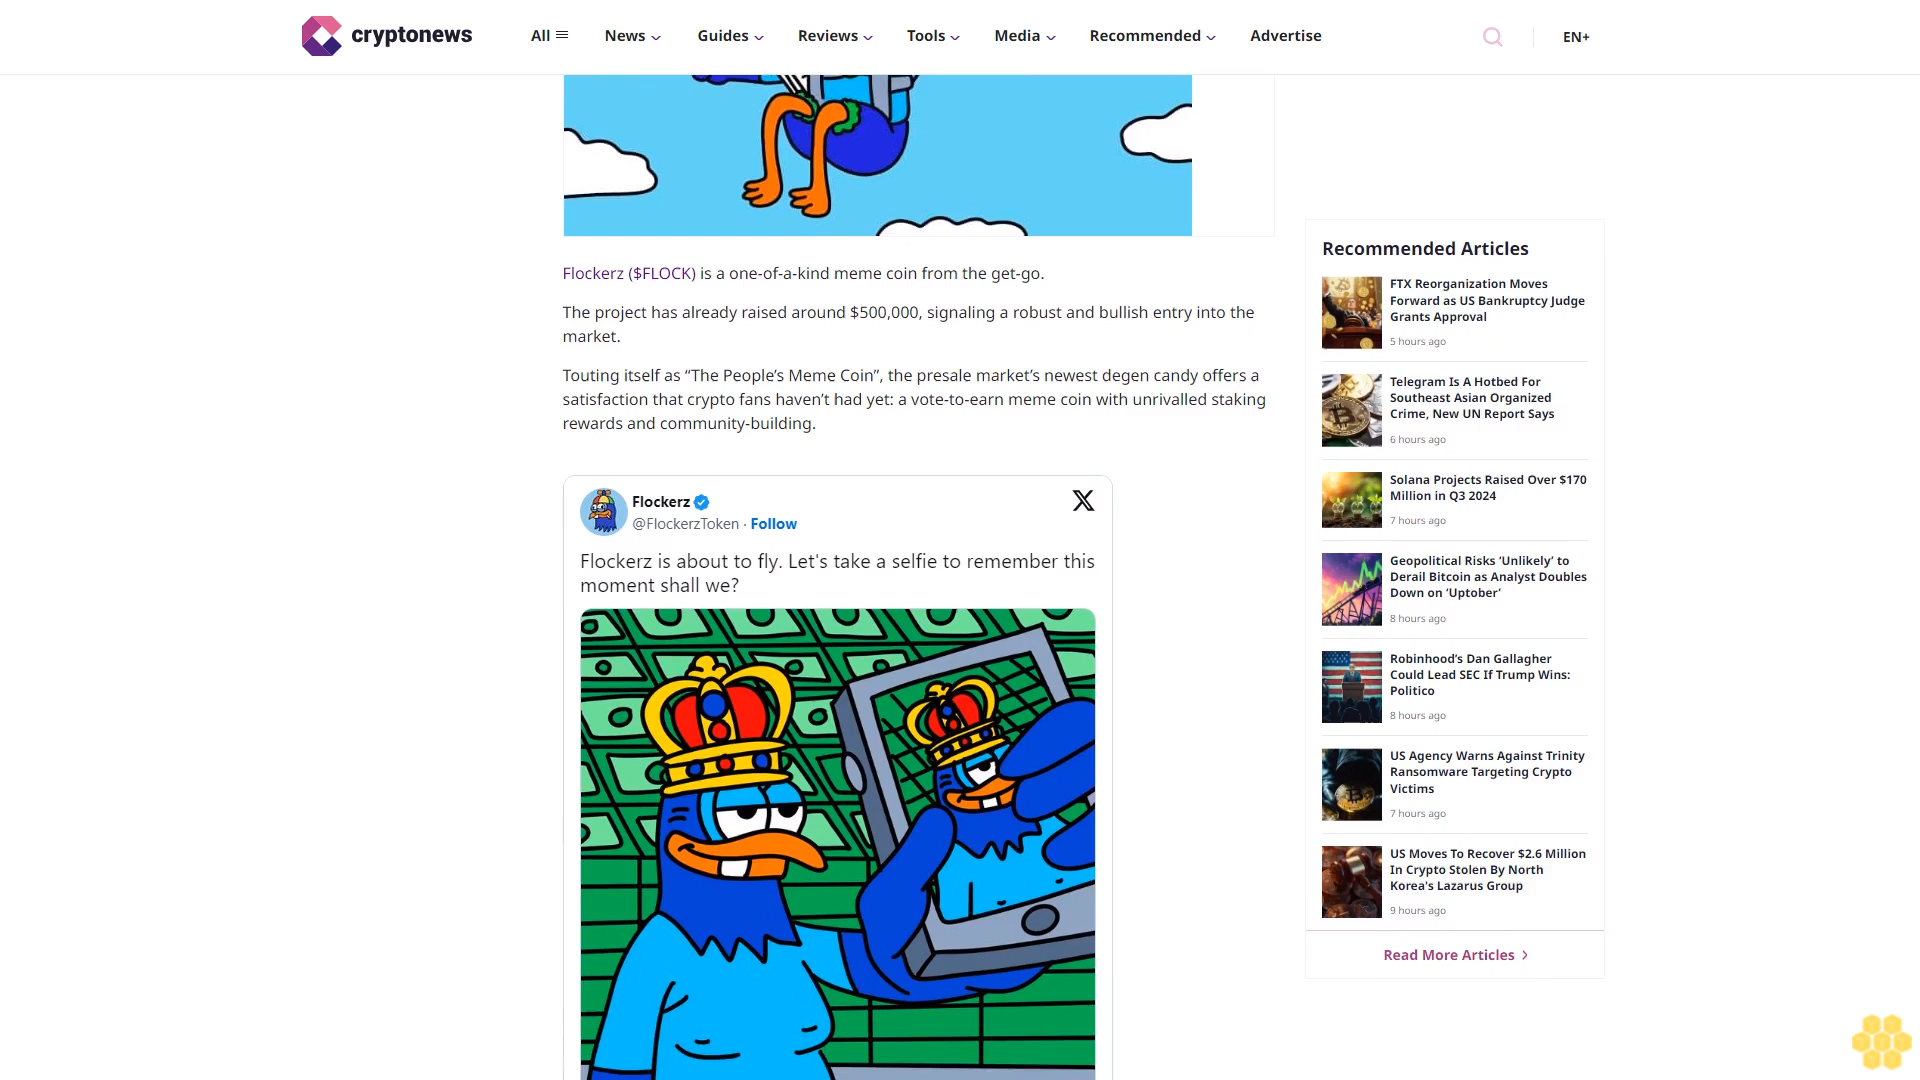 cryptonews
All
News
Guides
Reviews
Tools
Media
Recommended
Advertise
EN+
Flockerz ($FLOCK) is a one-of-a-kind meme coin from the get-go.
The project has already raised around $500,000, signaling a robust and bullish entry into the
market.
Touting itself as “The People’s Meme Coin”, the presale market’s newest degen candy offers a
satisfaction that crypto fans haven’t had yet: a vote-to-earn meme coin with unrivalled staking
rewards and community-building.
Flockerz
@FlockerzToken · Follow
Flockerz is about to fly. Let's take a selfie to remember this
moment shall we?
Recommended Articles
FTX Reorganization Moves
Forward as US Bankruptcy Judge
Grants Approval
5 hours ago
Telegram Is A Hotbed For
Southeast Asian Organized
Crime, New UN Report Says
6 hours ago
Solana Projects Raised Over $170
Million in Q3 2024
7 hours ago
Geopolitical Risks ‘Unlikely’ to
Derail Bitcoin as Analyst Doubles
Down on ‘Uptober’
8 hours ago
Robinhood’s Dan Gallagher
Could Lead SEC If Trump Wins:
Politico
8 hours ago
US Agency Warns Against Trinity
Ransomware Targeting Crypto
Victims
7 hours ago
US Moves To Recover $2.6 Million
In Crypto Stolen By North
Korea's Lazarus Group
9 hours ago
Read More Articles